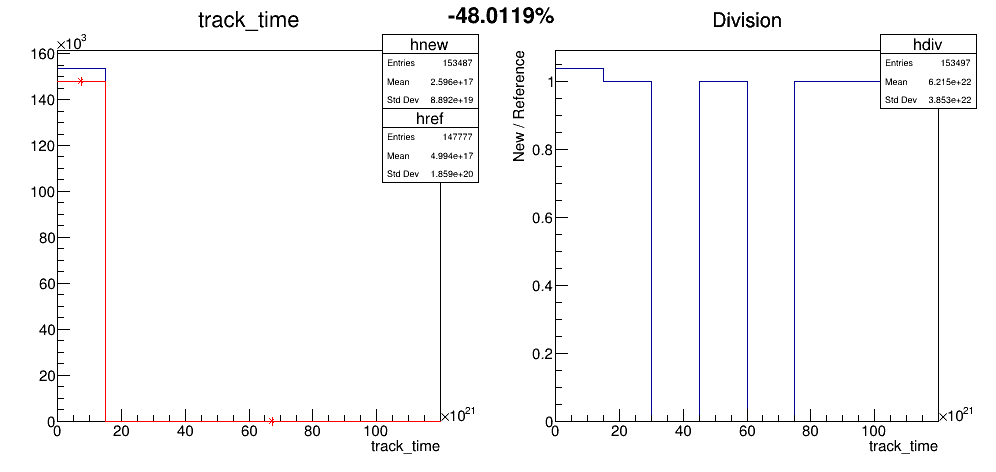 -48.0119%
track_time
×10³
160
140
120
100
80
60
40
20
0
0 20 40 60 80 100
×10²¹
track_time
hnew
Entries 153487
Mean 2.596e+17
Std Dev 8.892e+19
href
Entries 147777
Mean 4.994e+17
Std Dev 1.859e+20
Division
New / Reference
1
0.8
0.6
0.4
0.2
0
0 20 40 60 80 100
×10²¹
track_time
hdiv
Entries 153497
Mean 6.215e+22
Std Dev 3.853e+22